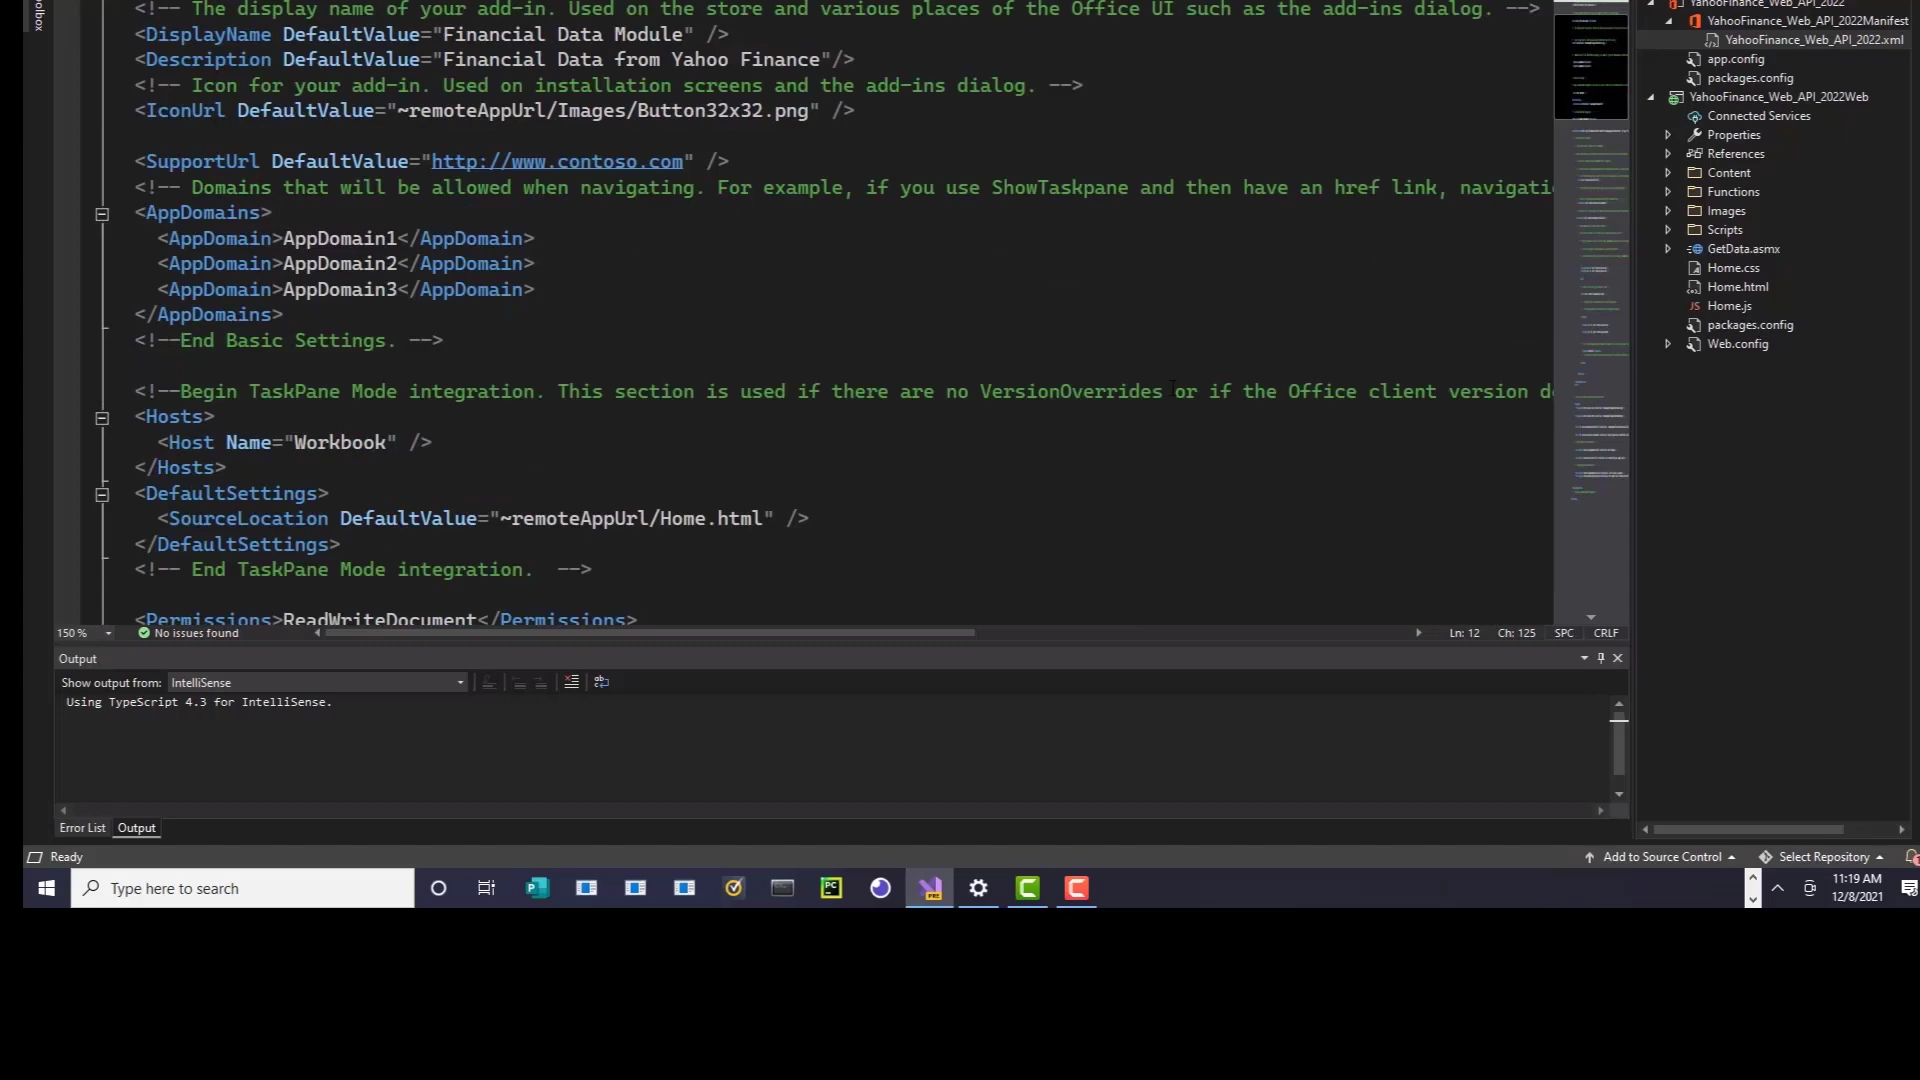 <!-- The display name of your add-in. Used on the store and various places of the Office UI such as the add-ins dialog. -->
<DisplayName DefaultValue="Financial Data Module" />
<Description DefaultValue="Financial Data from Yahoo Finance"/>
<!-- Icon for your add-in. Used on installation screens and the add-ins dialog. -->
<IconUrl DefaultValue="~remoteAppUrl/Images/Button32x32.png" />
<SupportUrl DefaultValue="http://www.contoso.com" />
<!-- Domains that will be allowed when navigating. For example, if you use ShowTaskpane and then have an href link, navigati
<AppDomains>
<AppDomain>AppDomain1</AppDomain>
<AppDomain>AppDomain2</AppDomain>
<AppDomain>AppDomain3</AppDomain>
</AppDomains>
<!--End Basic Settings. -->
<!--Begin TaskPane Mode integration. This section is used if there are no VersionOverrides or if the Office client version d
<Hosts>
<Host Name="Workbook" />
</Hosts>
<DefaultSettings>
<SourceLocation DefaultValue="~remoteAppUrl/Home.html" />
</DefaultSettings>
<!-- End TaskPane Mode integration.  -->
<Permissions>ReadWriteDocument</Permissions>
150 %
No issues found
Ln: 12
Ch: 125
SPC
CRLF
Output
Show output from:
IntelliSense
Using TypeScript 4.3 for IntelliSense.
Error List
Output
YahooFinance_Web_API_2022
YahooFinance_Web_API_2022Manifest
YahooFinance_Web_API_2022.xml
app.config
packages.config
YahooFinance_Web_API_2022Web
Connected Services
Properties
References
Content
Functions
Images
Scripts
GetData.asmx
Home.css
Home.html
JS Home.js
packages.config
Web.config
Ready
Add to Source Control
Select Repository
Type here to search
PC
PRE
11:19 AM
12/8/2021